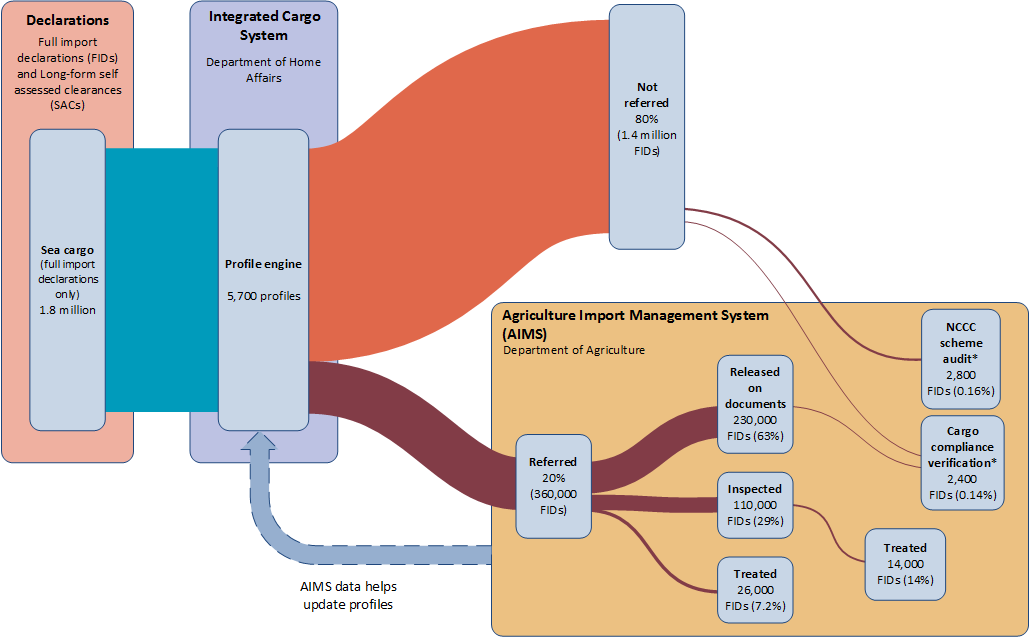 Declarations
Full import
declarations (FIDs)
and Long-form self
assessed clearances
(SACs)
Sea cargo
(full import
declarations
only)
1.8 million
Integrated Cargo
System
Department of Home
Affairs
Profile engine
5,700 profiles
Not
referred
80%
(1.4 million
FIDs)
Agriculture Import Management System
(AIMS)
Department of Agriculture
Referred
20%
(360,000
FIDs)
Released
on
documents
230,000
FIDs (63%)
Inspected
110,000
FIDs (29%)
Treated
26,000
FIDs (7.2%)
NCCC
scheme
audit*
2,800
FIDs (0.16%)
Cargo
compliance
verification*
2,400
FIDs (0.14%)
Treated
14,000
FIDs (14%)
AIMS data helps
update profiles